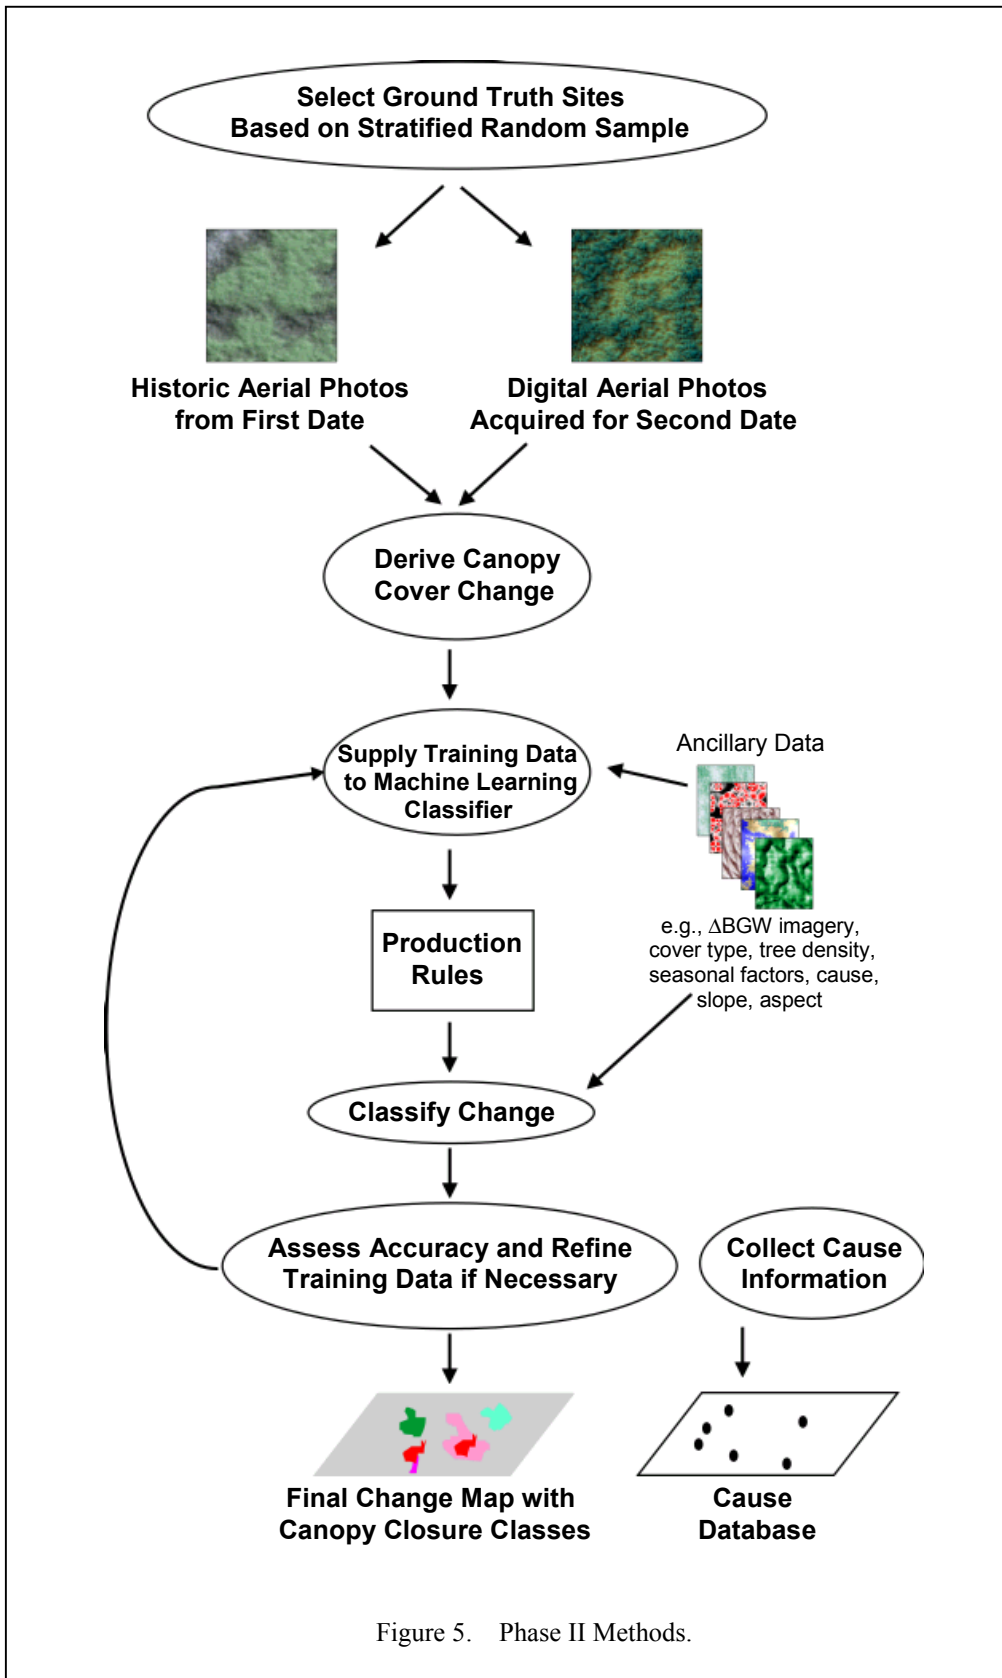 Select Ground Truth Sites
Based on Stratified Random Sample
Historic Aerial Photos
from First Date
Digital Aerial Photos
Acquired for Second Date
Derive Canopy
Cover Change
Supply Training Data
to Machine Learning
Classifier
Ancillary Data
e.g., ΔBGW imagery,
cover type, tree density,
seasonal factors, cause,
slope, aspect
Production
Rules
Classify Change
Assess Accuracy and Refine
Training Data if Necessary
Collect Cause
Information
Final Change Map with
Canopy Closure Classes
Cause
Database
Figure 5. Phase II Methods.